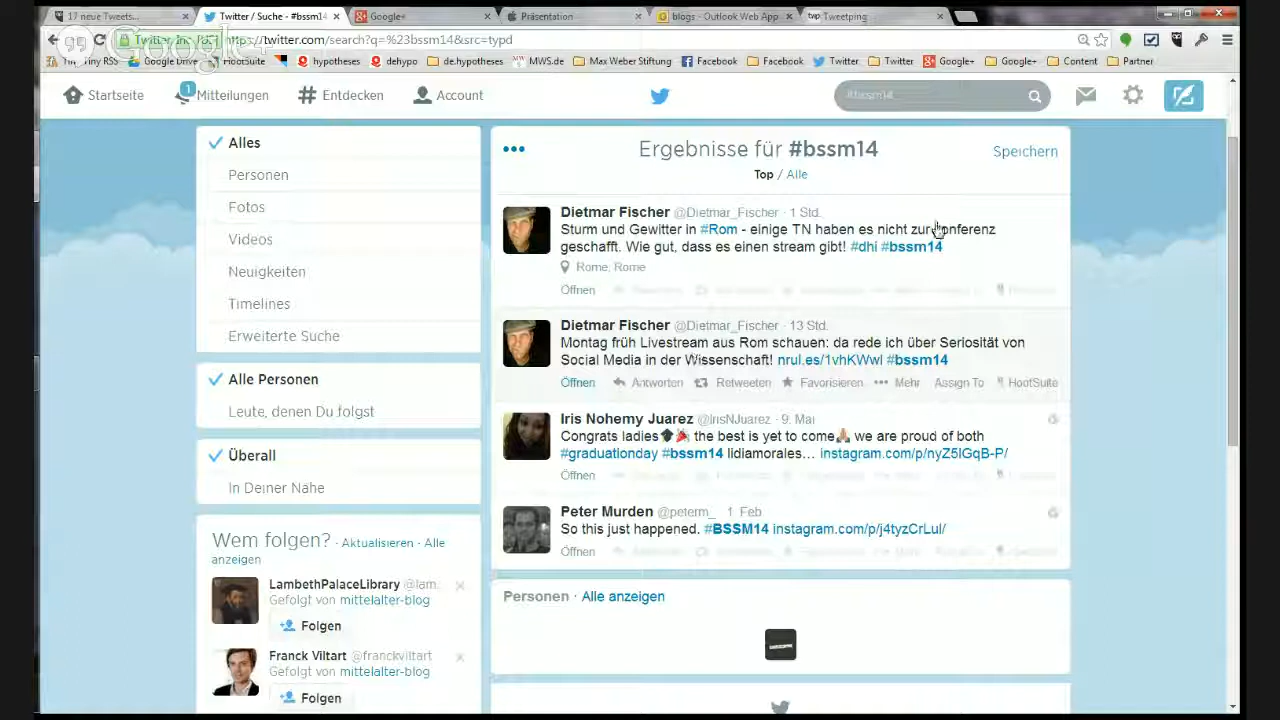 17 neue Tweets...
Twitter / Suche - #bssm14
Google+
Präsentation
blogs - Outlook Web App
Tweetping
Google+
Twitter, Inc. [US] https://twitter.com/search?q=%23bssm14&src=typd
Tiny Tiny RSS
Google Drive
HootSuite
hypotheses
dehypo
de.hypotheses
MWS.de
Max Weber Stiftung
Facebook
Facebook
Twitter
Twitter
Google+
Google+
Content
Partner
Startseite
1
Mitteilungen
Entdecken
Account
#bssm14
Alles
Personen
Fotos
Videos
Neuigkeiten
Timelines
Erweiterte Suche
Alle Personen
Leute, denen Du folgst
Überall
In Deiner Nähe
Wem folgen? · Aktualisieren · Alle
anzeigen
LambethPalaceLibrary @lam..
Gefolgt von mittelalter-blog
Folgen
Franck Viltart @franckviltart
Gefolgt von mittelalter-blog
Folgen
Ergebnisse für #bssm14
Speichern
Top / Alle
Dietmar Fischer @Dietmar_Fischer · 1 Std.
Sturm und Gewitter in #Rom - einige TN haben es nicht zur
geschafft. Wie gut, dass es einen stream gibt! #dhi #bssm14
Rome, Rome
Öffnen
Dietmar Fischer @Dietmar_Fischer · 13 Std.
Montag früh Livestream aus Rom schauen: da rede ich über Seriosität von
Social Media in der Wissenschaft! nrul.es/1vhKWwl #bssm14
Öffnen Antworten Retweeten Favorisieren Mehr Assign To HootSuite
Iris Nohemy Juarez @IrisNJuarez · 9. Mai
Congrats ladies🎓🎉 the best is yet to come🙏 we are proud of both
#graduationday #bssm14 lidiamorales... instagram.com/p/nyZ5lGqB-P/
Öffnen
Peter Murden @peterm_ 1 Feb
So this just happened. #BSSM14 instagram.com/p/j4tyzCrLul/
Öffnen
Personen · Alle anzeigen